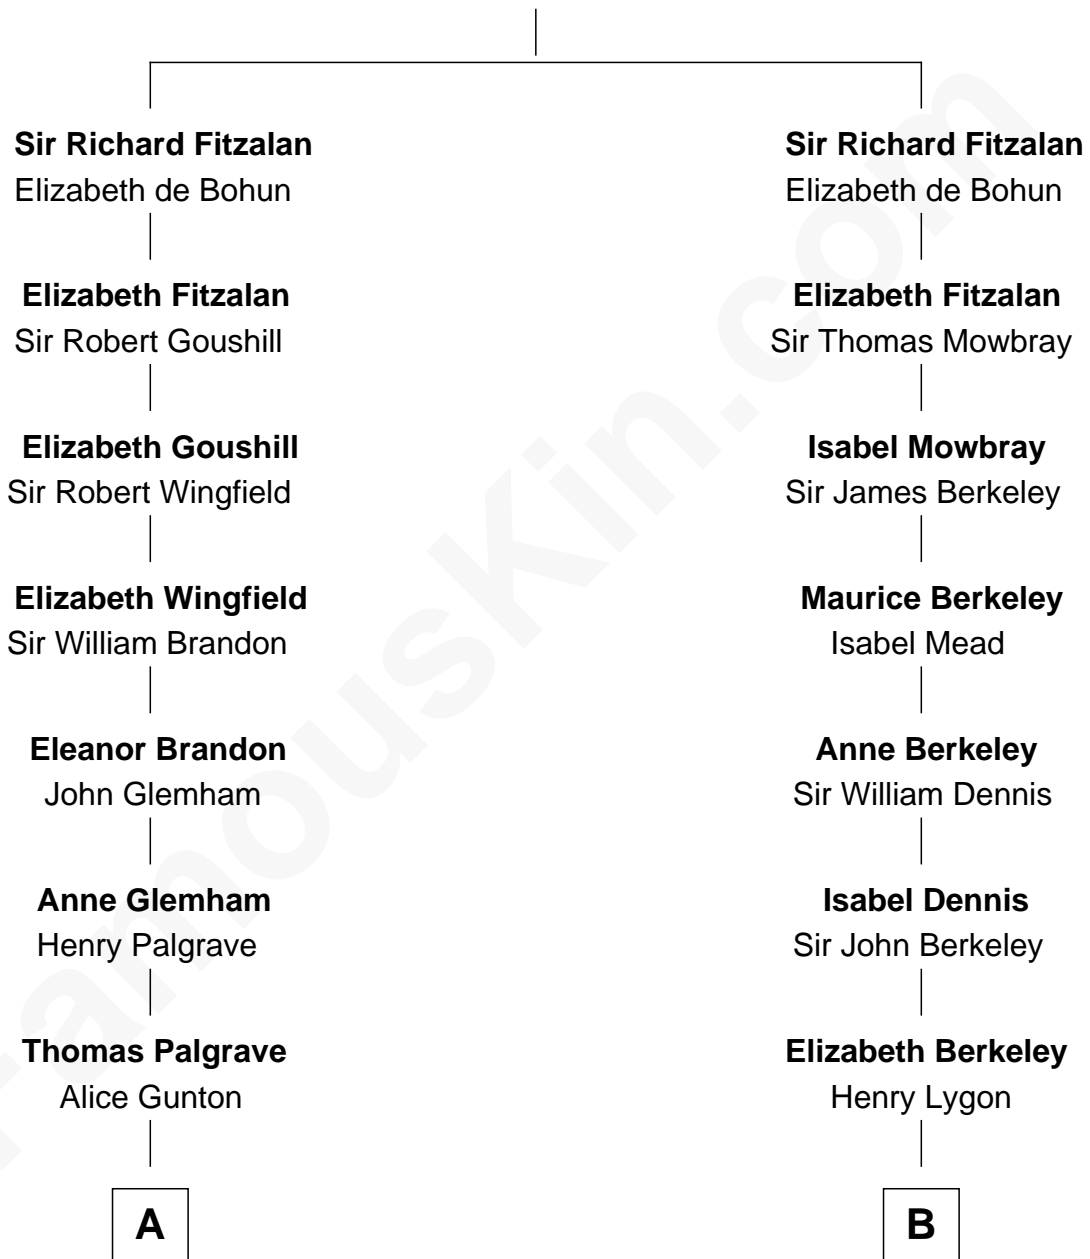 Sir Richard Fitzalan
Elizabeth de Bohun
Elizabeth Fitzalan
Sir Robert Goushill
Elizabeth Goushill
Sir Robert Wingfield
Elizabeth Wingfield
Sir William Brandon
Eleanor Brandon
John Glemham
Anne Glemham
Henry Palgrave
Thomas Palgrave
Alice Gunton
A
Sir Richard Fitzalan
Elizabeth de Bohun
Elizabeth Fitzalan
Sir Thomas Mowbray
Isabel Mowbray
Sir James Berkeley
Maurice Berkeley
Isabel Mead
Anne Berkeley
Sir William Dennis
Isabel Dennis
Sir John Berkeley
Elizabeth Berkeley
Henry Lygon
B
FamousKin.com